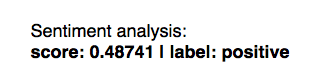 Sentiment analysis:
score: 0.48741 | label: positive